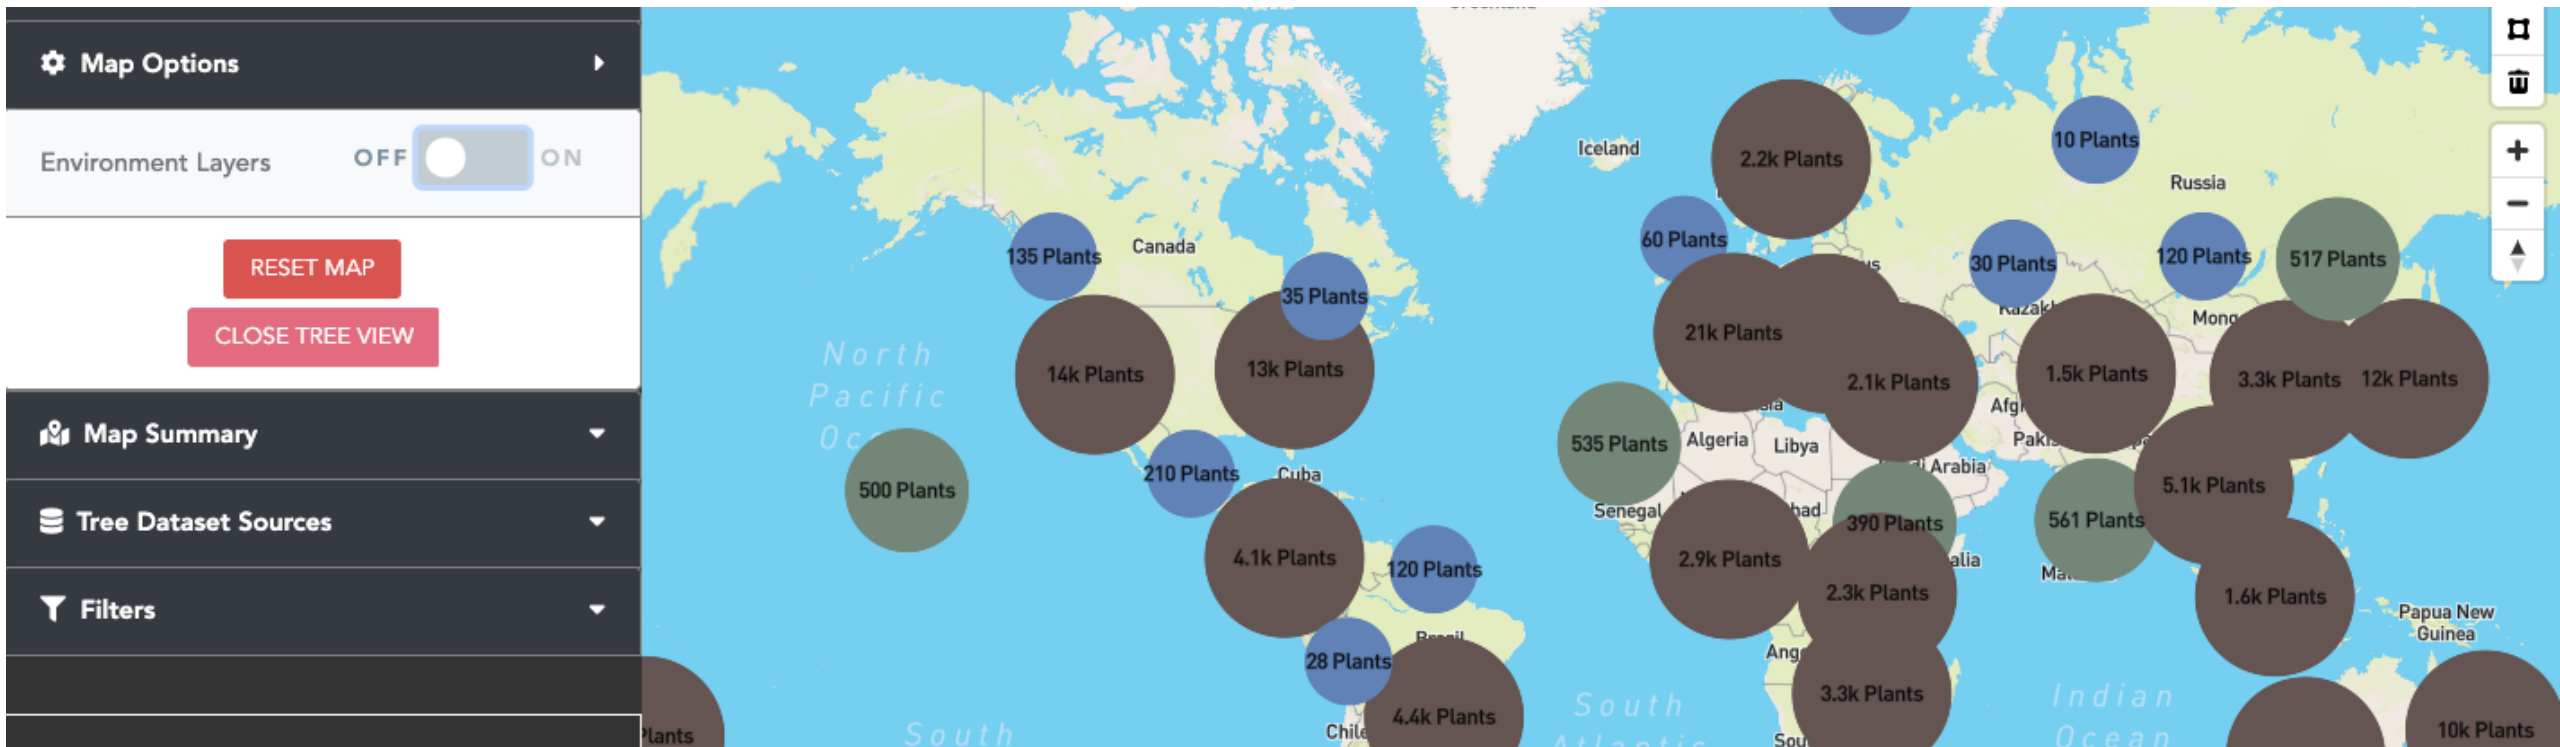 Map Options
Environment Layers OFF ON
RESET MAP
CLOSE TREE VIEW
Map Summary
Tree Dataset Sources
Filters
Iceland
2.2k Plants
10 Plants
Russia
135 Plants
Canada
60 Plants
30 Plants
120 Plants
517 Plants
35 Plants
North
Pacific
14k Plants
13k Plants
21k Plants
2.1k Plants
1.5k Plants
3.3k Plants
12k Plants
500 Plants
210 Plants
Cuba
535 Plants
Algeria
Libya
Arabia
5.1k Plants
Senegal
390 Plants
561 Plants
4.1k Plants
120 Plants
2.9k Plants
2.3k Plants
1.6k Plants
Papua New
Guinea
28 Plants
4.4k Plants
3.3k Plants
10k Plants
Plants
Chile
South
South
Atlantic
Indian
Ocean